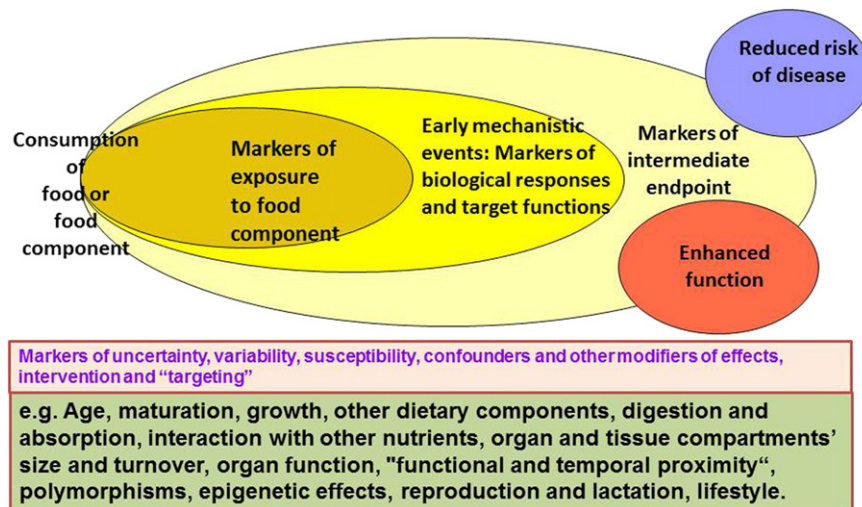 Consumption
of
food or
food
component
Markers of
exposure
to food
component
Early mechanistic
events: Markers of
biological responses
and target functions
Markers of
intermediate
endpoint
Reduced risk
of disease
Enhanced
function
Markers of uncertainty, variability, susceptibility, confounders and other modifiers of effects,
intervention and “targeting”
e.g. Age, maturation, growth, other dietary components, digestion and
absorption, interaction with other nutrients, organ and tissue compartments’
size and turnover, organ function, "functional and temporal proximity“,
polymorphisms, epigenetic effects, reproduction and lactation, lifestyle.